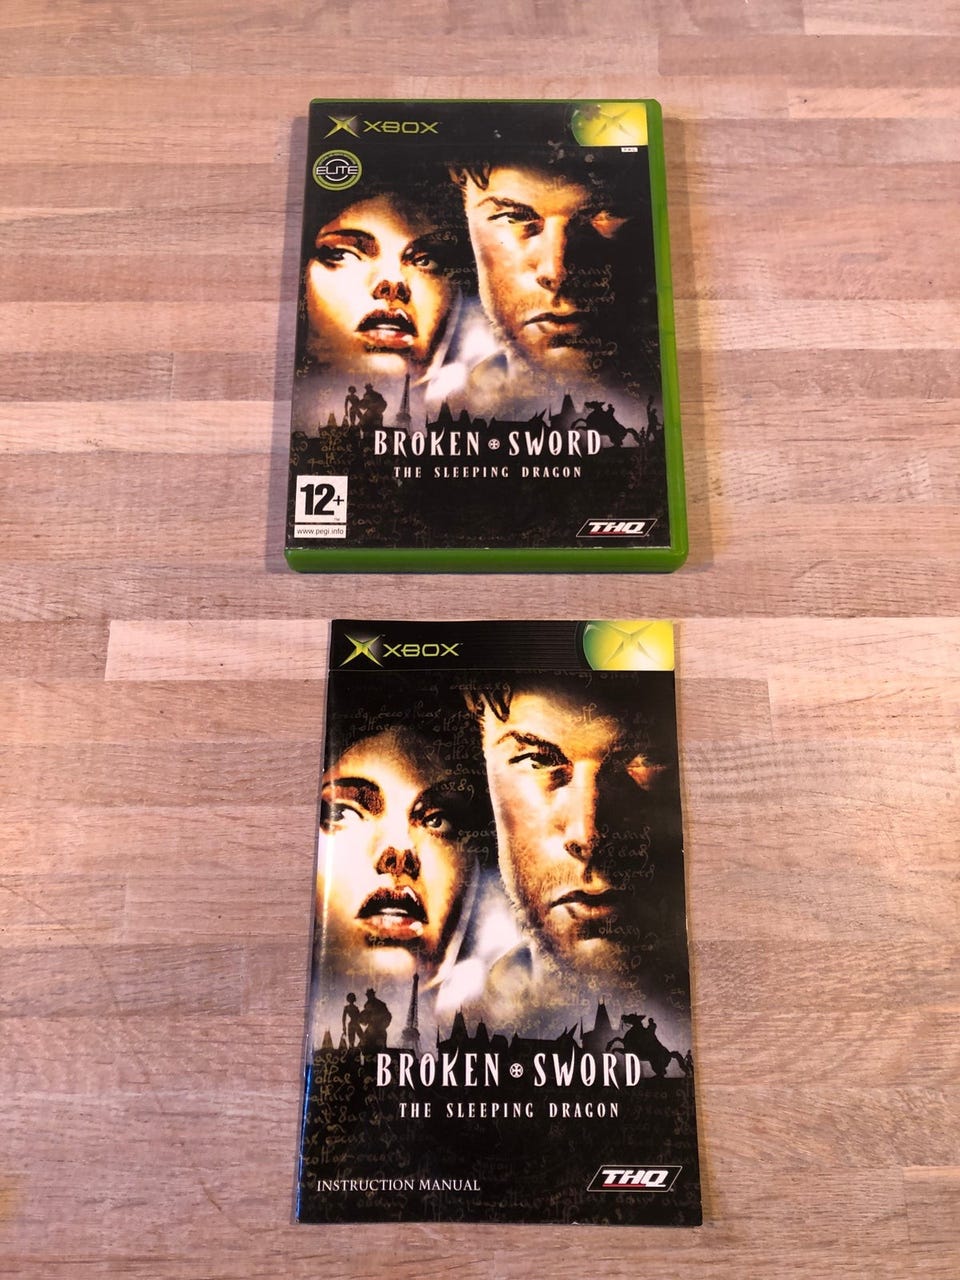 XBOX
ELITE
BROKEN SWORD
THE SLEEPING DRAGON
12+
www.pegi.info
THQ
XBOX
BROKEN SWORD
THE SLEEPING DRAGON
INSTRUCTION MANUAL
THQ